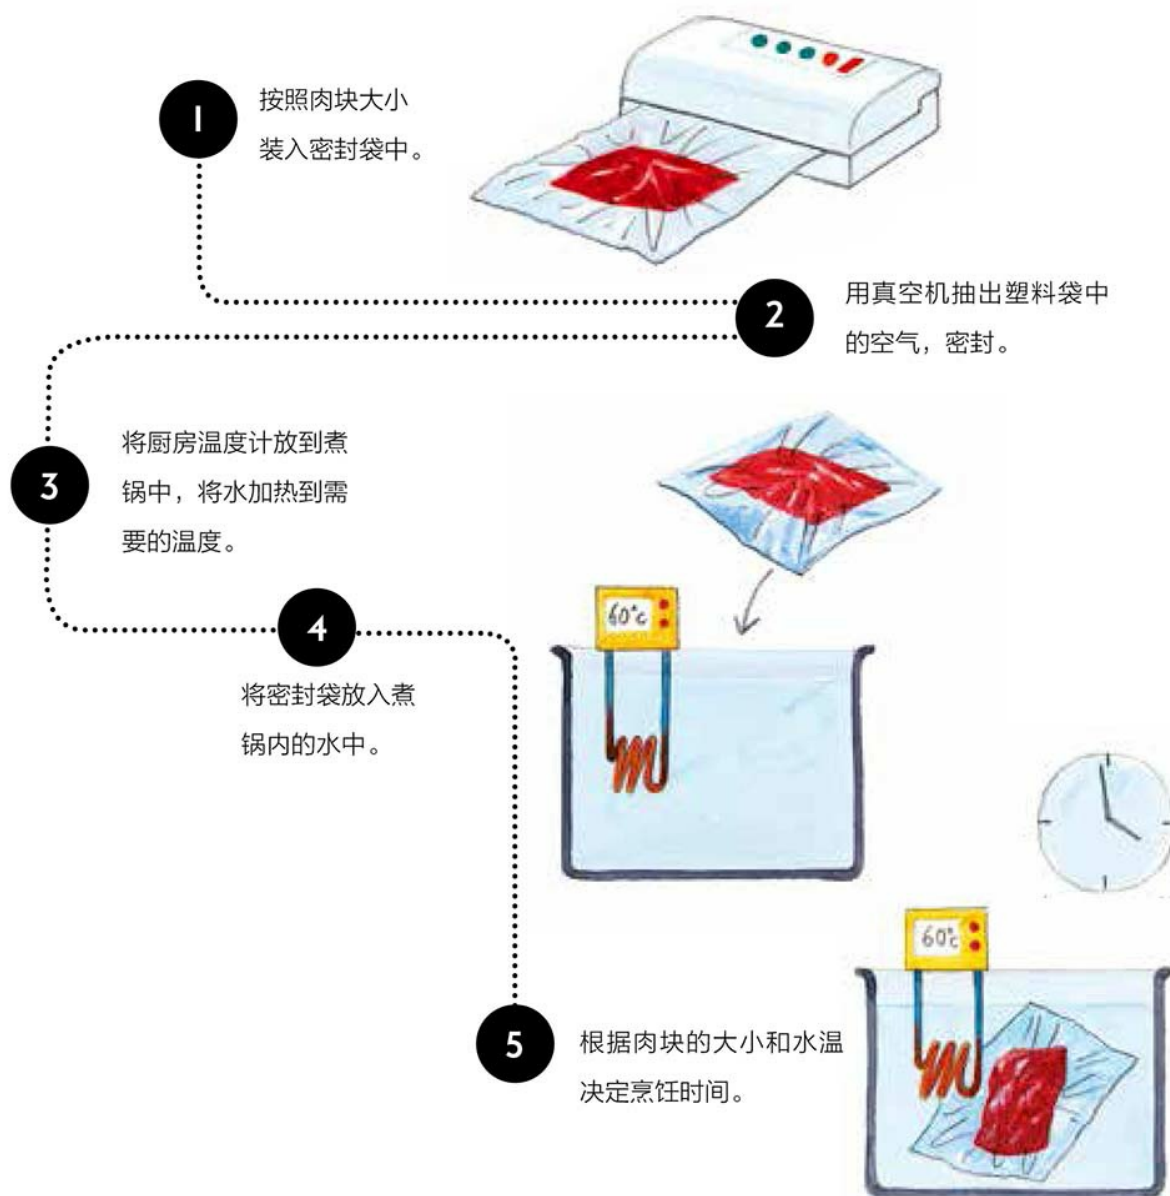 1
按照肉块大小
装入密封袋中。
2
用真空机抽出塑料袋中
的空气，密封。
3
将厨房温度计放到煮
锅中，将水加热到需
要的温度。
4
将密封袋放入煮
锅内的水中。
60°c
5
根据肉块的大小和水温
决定烹饪时间。
60°c